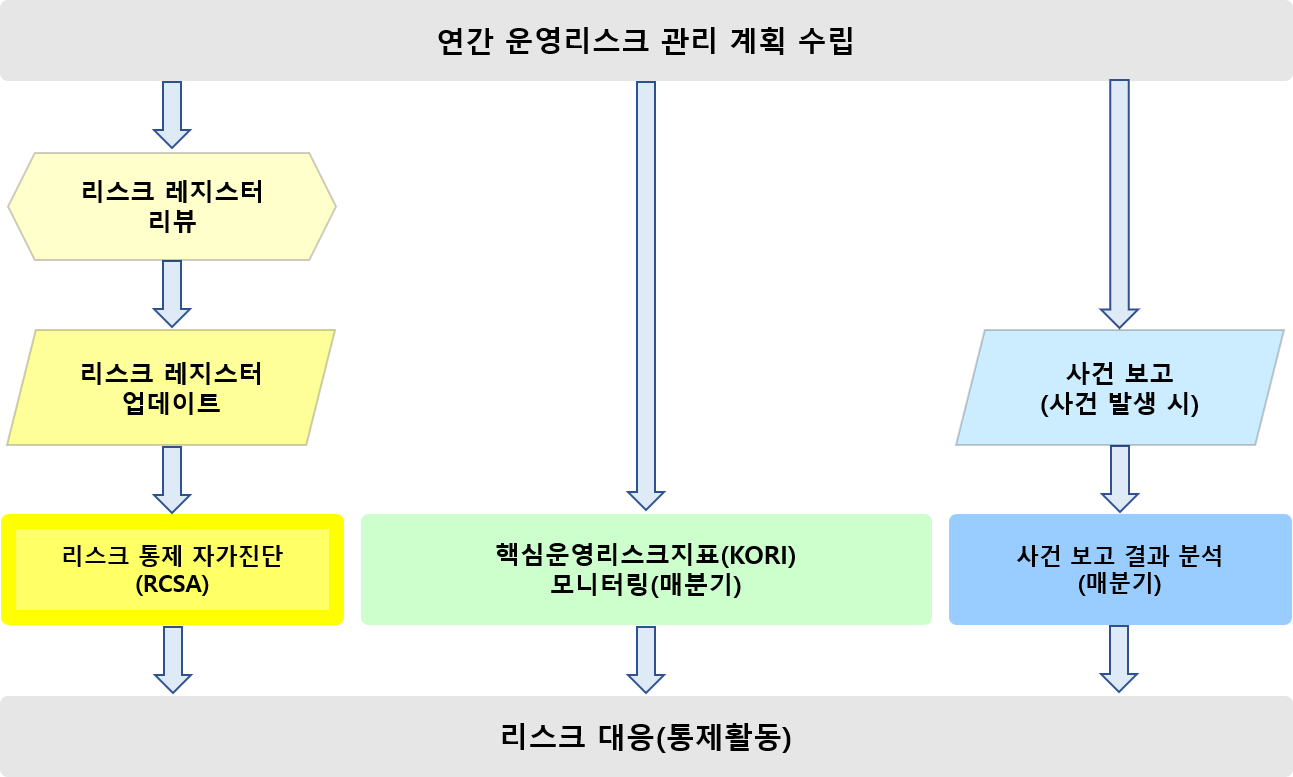 연간 운영리스크 관리 계획 수립
리스크 레지스터
리뷰
리스크 레지스터
업데이트
사건 보고
(사건 발생 시)
리스크 통제 자가진단
(RCSA)
핵심운영리스크지표(KORI)
모니터링(매분기)
사건 보고 결과 분석
(매분기)
리스크 대응(통제활동)